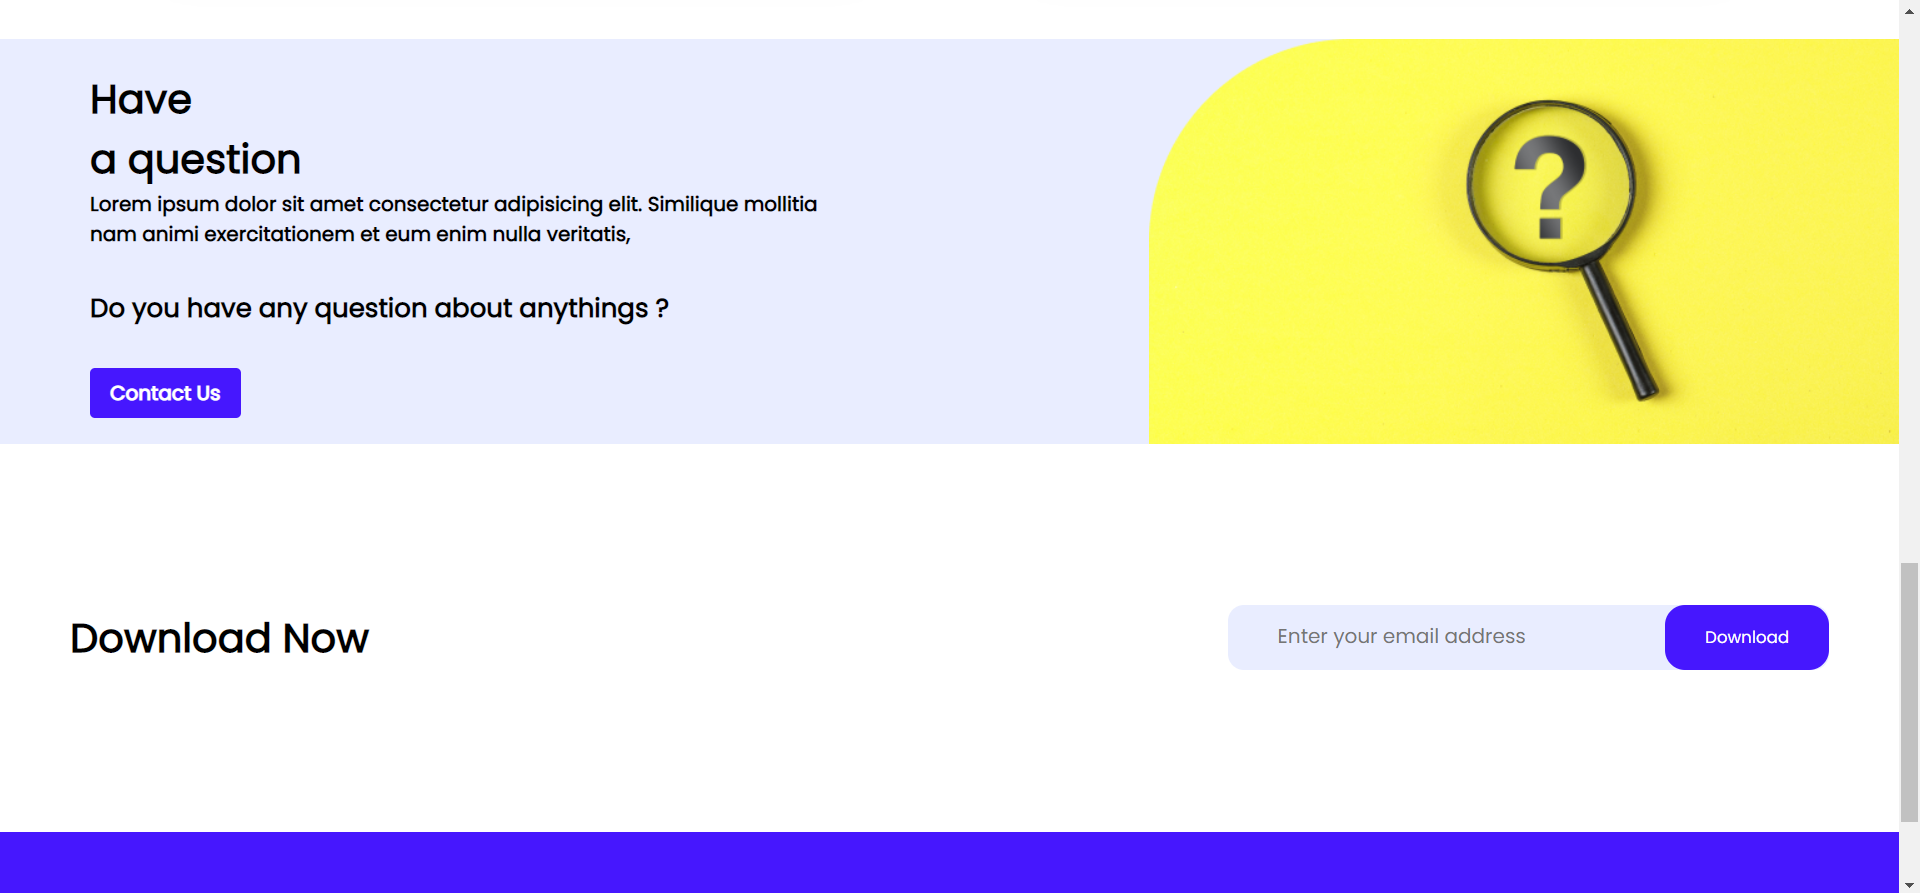 Have
a question
Lorem ipsum dolor sit amet consectetur adipisicing elit. Similique mollitia
nam animi exercitationem et eum enim nulla veritatis,
Do you have any question about anythings ?
Contact Us
?
Download Now
Enter your email address
Download